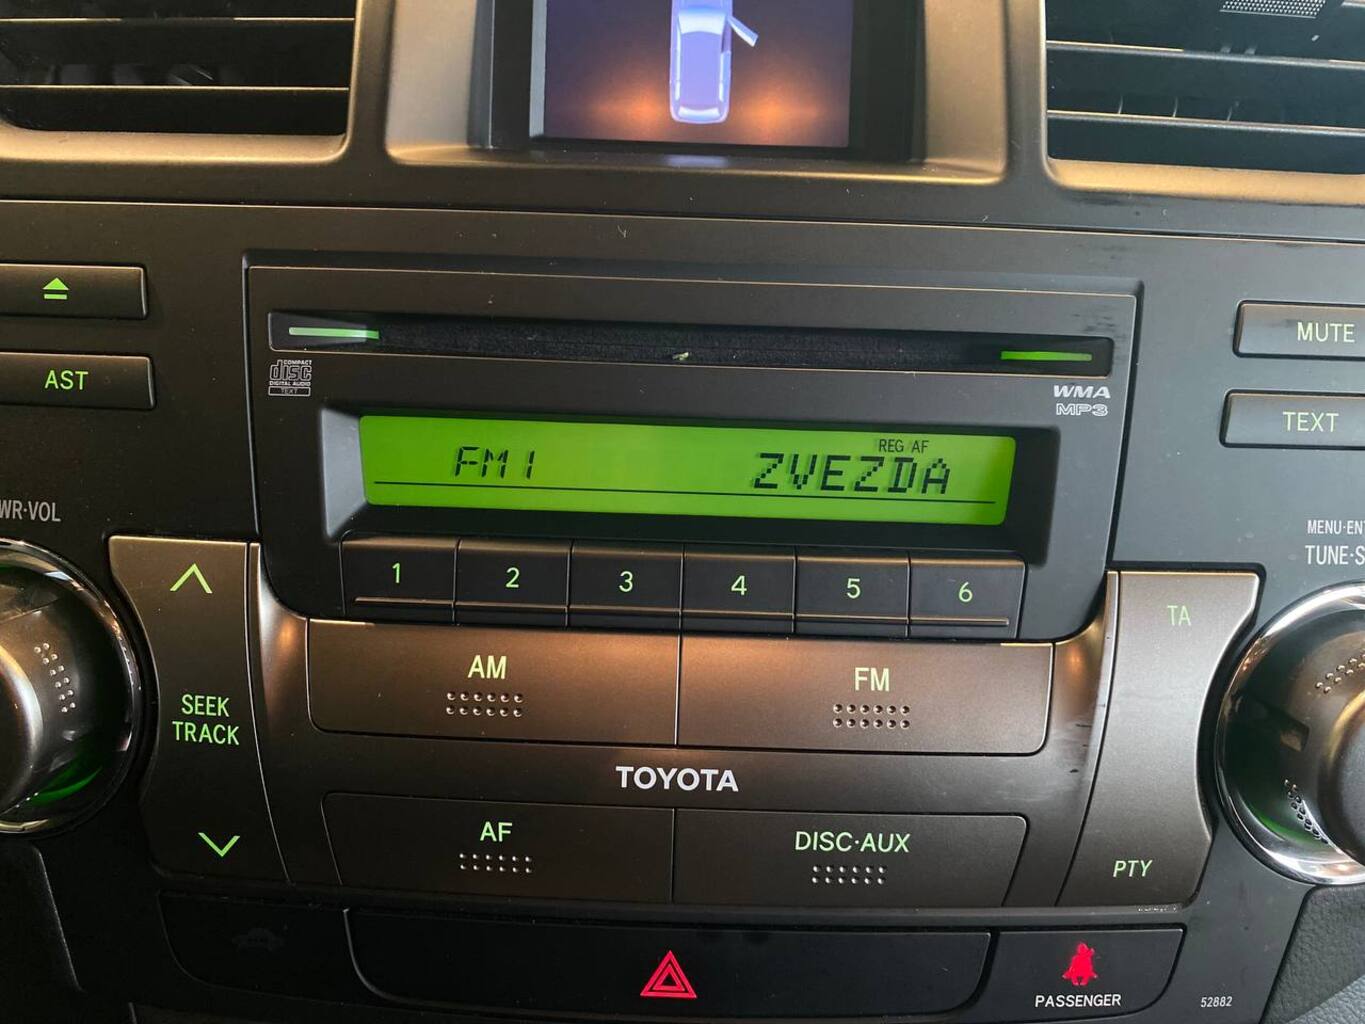 AST
COMPACT
disc
DIGITAL AUDIO
TEXT
WMA
MP3
MUTE
TEXT
REG AF
FM1 ZVEZDA
WR·VOL
MENU·EN
TUNE·S
1 2 3 4 5 6
SEEK
TRACK
AM
FM
TA
TOYOTA
AF
DISC·AUX
PTY
PASSENGER
52882